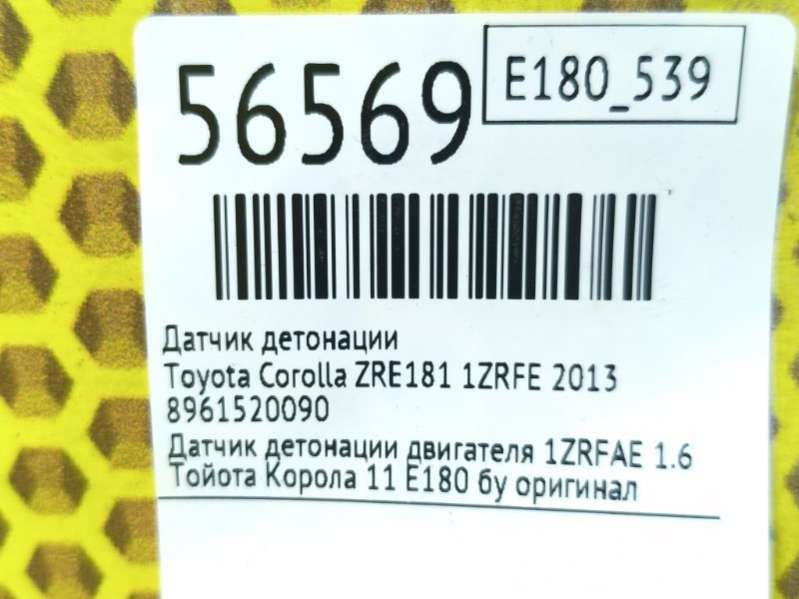 56569
E180_539
Датчик детонации
Toyota Corolla ZRE181 1ZRFE 2013
8961520090
Датчик детонации двигателя 1ZRFAE 1.6
Тойота Корола 11 Е180 бу оригинал